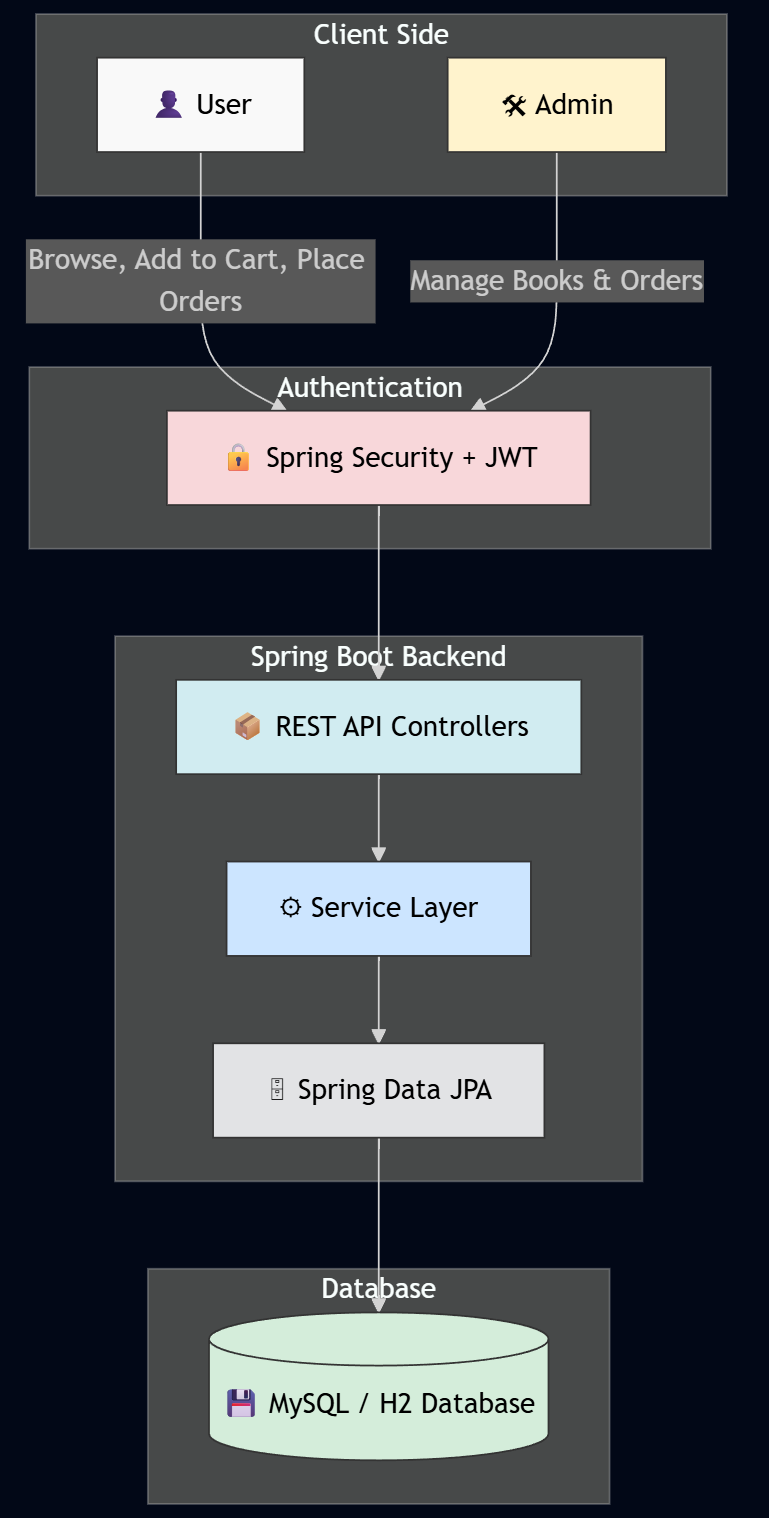 Client Side
👤 User
🛠 Admin
Browse, Add to Cart, Place
Orders
Manage Books & Orders
Authentication
🔒 Spring Security + JWT
Spring Boot Backend
📦 REST API Controllers
⚙ Service Layer
🗄 Spring Data JPA
Database
💾 MySQL / H2 Database